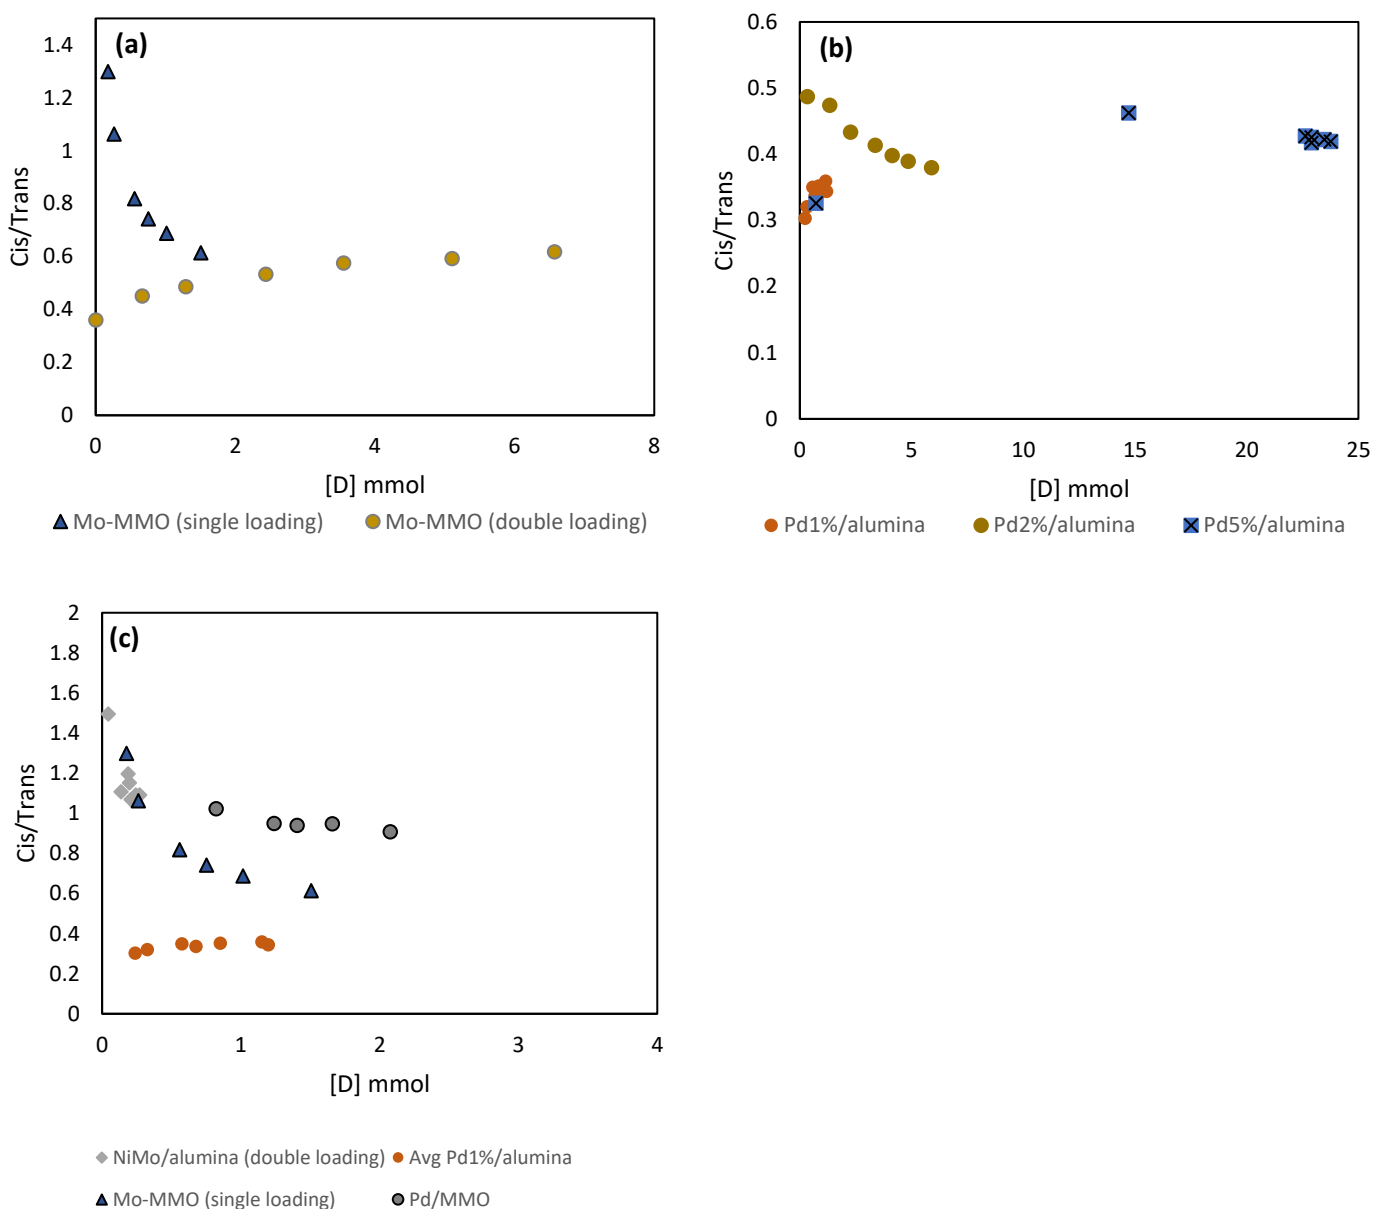 (a)
1.4
1.2
1
0.8
0.6
0.4
0.2
0
Cis/Trans
0 2 4 6 8
[D] mmol
Mo-MMO (single loading) Mo-MMO (double loading)
(b)
0.6
0.5
0.4
0.3
0.2
0.1
0
Cis/Trans
0 5 10 15 20 25
[D] mmol
Pd1%/alumina Pd2%/alumina Pd5%/alumina
(c)
2
1.8
1.6
1.4
1.2
1
0.8
0.6
0.4
0.2
0
Cis/Trans
0 1 2 3 4
[D] mmol
NiMo/alumina (double loading) Avg Pd1%/alumina
Mo-MMO (single loading) Pd/MMO